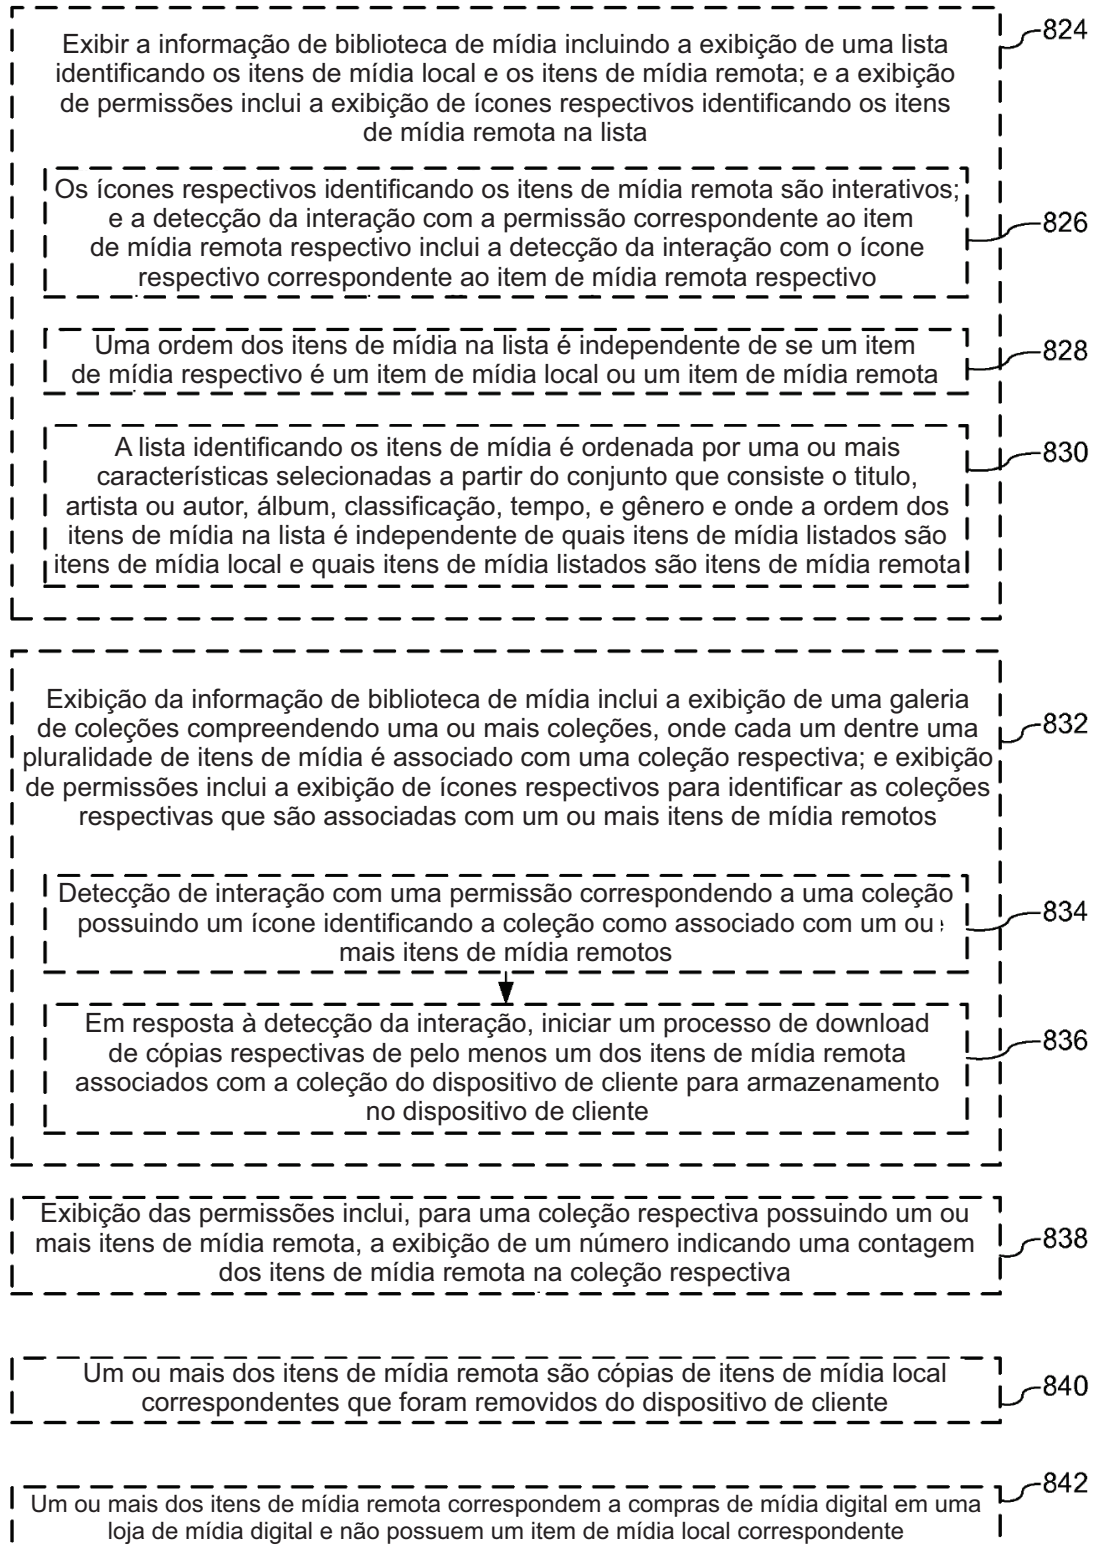 Exibir a informação de biblioteca de mídia incluindo a exibição de uma lista
identificando os itens de mídia local e os itens de mídia remota; e a exibição
de permissões inclui a exibição de ícones respectivos identificando os itens
de mídia remota na lista
824
Os ícones respectivos identificando os itens de mídia remota são interativos;
e a detecção da interação com a permissão correspondente ao item
de mídia remota respectivo inclui a detecção da interação com o ícone
respectivo correspondente ao item de mídia remota respectivo
826
Uma ordem dos itens de mídia na lista é independente de se um item
de mídia respectivo é um item de mídia local ou um item de mídia remota
828
A lista identificando os itens de mídia é ordenada por uma ou mais
características selecionadas a partir do conjunto que consiste o titulo,
artista ou autor, álbum, classificação, tempo, e gênero e onde a ordem dos
itens de mídia na lista é independente de quais itens de mídia listados são
itens de mídia local e quais itens de mídia listados são itens de mídia remota
830
Exibição da informação de biblioteca de mídia inclui a exibição de uma galeria
de coleções compreendendo uma ou mais coleções, onde cada um dentre uma
pluralidade de itens de mídia é associado com uma coleção respectiva; e exibição
de permissões inclui a exibição de ícones respectivos para identificar as coleções
respectivas que são associadas com um ou mais itens de mídia remotos
832
Detecção de interação com uma permissão correspondendo a uma coleção
possuindo um ícone identificando a coleção como associado com um ou
mais itens de mídia remotos
834
Em resposta à detecção da interação, iniciar um processo de download
de cópias respectivas de pelo menos um dos itens de mídia remota
associados com a coleção do dispositivo de cliente para armazenamento
no dispositivo de cliente
836
Exibição das permissões inclui, para uma coleção respectiva possuindo um ou
mais itens de mídia remota, a exibição de um número indicando uma contagem
dos itens de mídia remota na coleção respectiva
838
Um ou mais dos itens de mídia remota são cópias de itens de mídia local
correspondentes que foram removidos do dispositivo de cliente
840
Um ou mais dos itens de mídia remota correspondem a compras de mídia digital em uma
loja de mídia digital e não possuem um item de mídia local correspondente
842